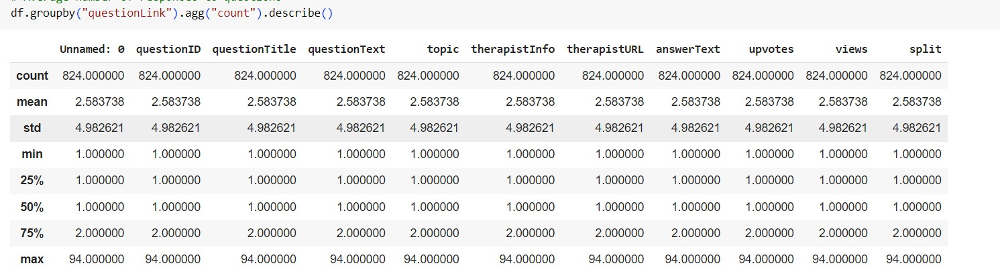 # Average number of responses to questions
df.groupby("questionLink").agg("count").describe()
Unnamed: 0 questionID questionTitle questionText topic therapistInfo therapistURL answerText upvotes views split
count 824.000000 824.000000 824.000000 824.000000 824.000000 824.000000 824.000000 824.000000 824.000000 824.000000 824.000000
mean 2.583738 2.583738 2.583738 2.583738 2.583738 2.583738 2.583738 2.583738 2.583738 2.583738 2.583738
std 4.982621 4.982621 4.982621 4.982621 4.982621 4.982621 4.982621 4.982621 4.982621 4.982621 4.982621
min 1.000000 1.000000 1.000000 1.000000 1.000000 1.000000 1.000000 1.000000 1.000000 1.000000 1.000000
25% 1.000000 1.000000 1.000000 1.000000 1.000000 1.000000 1.000000 1.000000 1.000000 1.000000 1.000000
50% 1.000000 1.000000 1.000000 1.000000 1.000000 1.000000 1.000000 1.000000 1.000000 1.000000 1.000000
75% 2.000000 2.000000 2.000000 2.000000 2.000000 2.000000 2.000000 2.000000 2.000000 2.000000 2.000000
max 94.000000 94.000000 94.000000 94.000000 94.000000 94.000000 94.000000 94.000000 94.000000 94.000000 94.000000